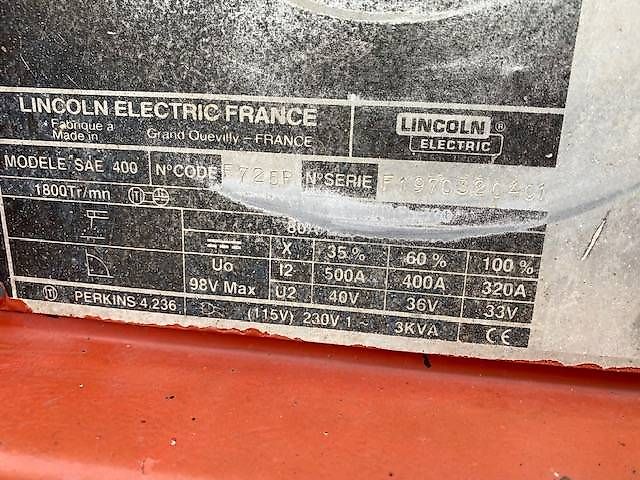 LINCOLN ELECTRIC FRANCE
Fabriqué à
Made in
Grand Quevilly – FRANCE
LINCOLN ®
ELECTRIC
MODELE SAE 400
N°CODE
N°SERIE
1800Tr/mn
X 35% 60% 100%
Uo I2 500A 400A 320A
98V Max U2 40V 36V 33V
PERKINS 4.236
(115V) 230V 1~ 3KVA CE